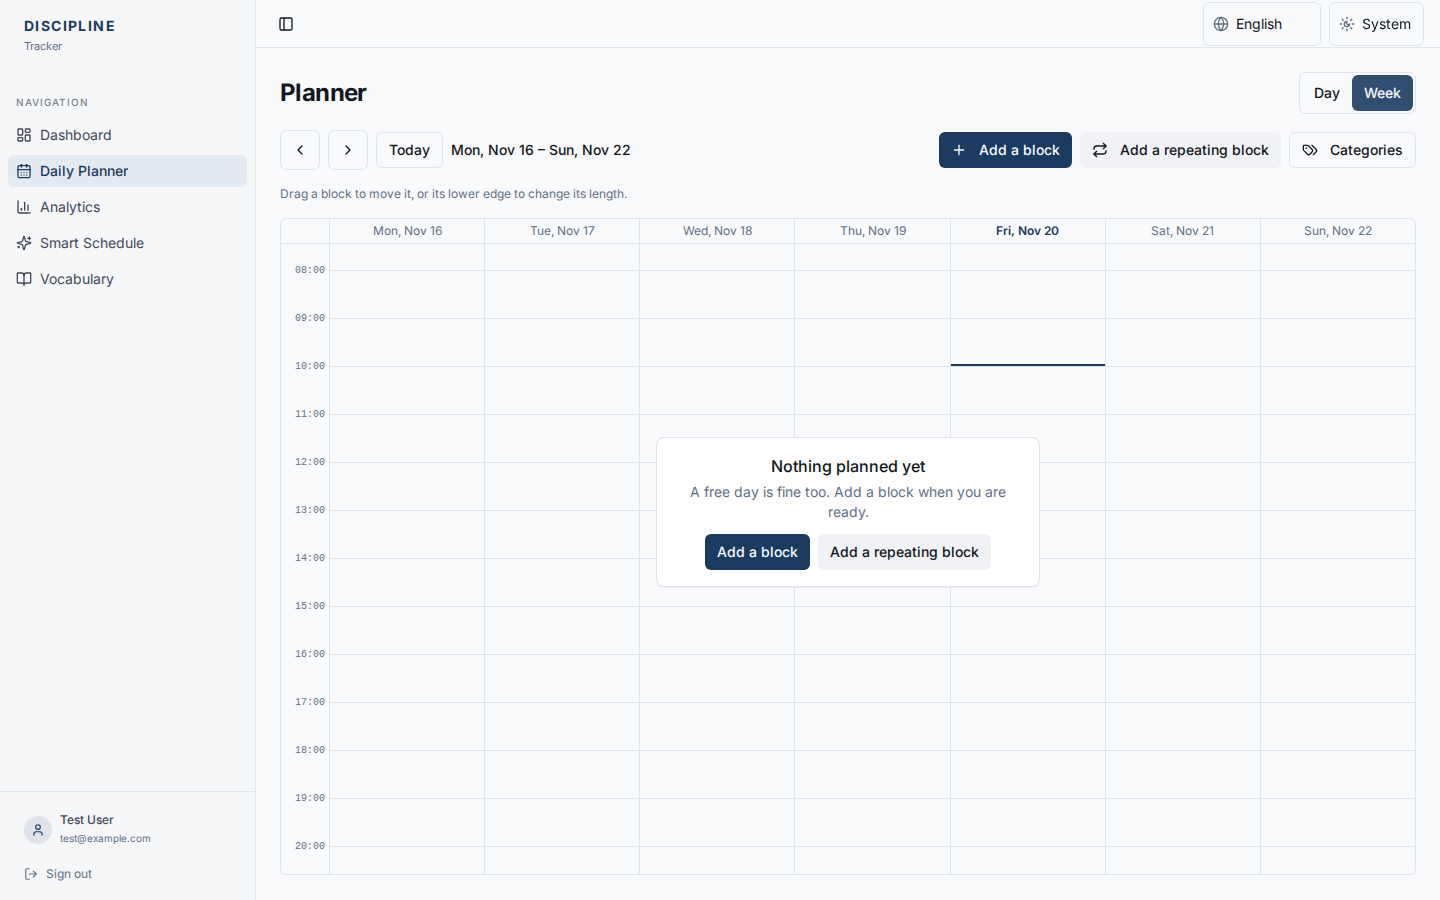 DISCIPLINE
Tracker
NAVIGATION
Dashboard
Daily Planner
Analytics
Smart Schedule
Vocabulary
Test User
test@example.com
Sign out
English
System
Planner
Day
Week
Today
Mon, Nov 16 – Sun, Nov 22
Add a block
Add a repeating block
Categories
Drag a block to move it, or its lower edge to change its length.
Mon, Nov 16
Tue, Nov 17
Wed, Nov 18
Thu, Nov 19
Fri, Nov 20
Sat, Nov 21
Sun, Nov 22
08:00
09:00
10:00
11:00
12:00
13:00
14:00
15:00
16:00
17:00
18:00
19:00
20:00
Nothing planned yet
A free day is fine too. Add a block when you are
ready.
Add a block
Add a repeating block